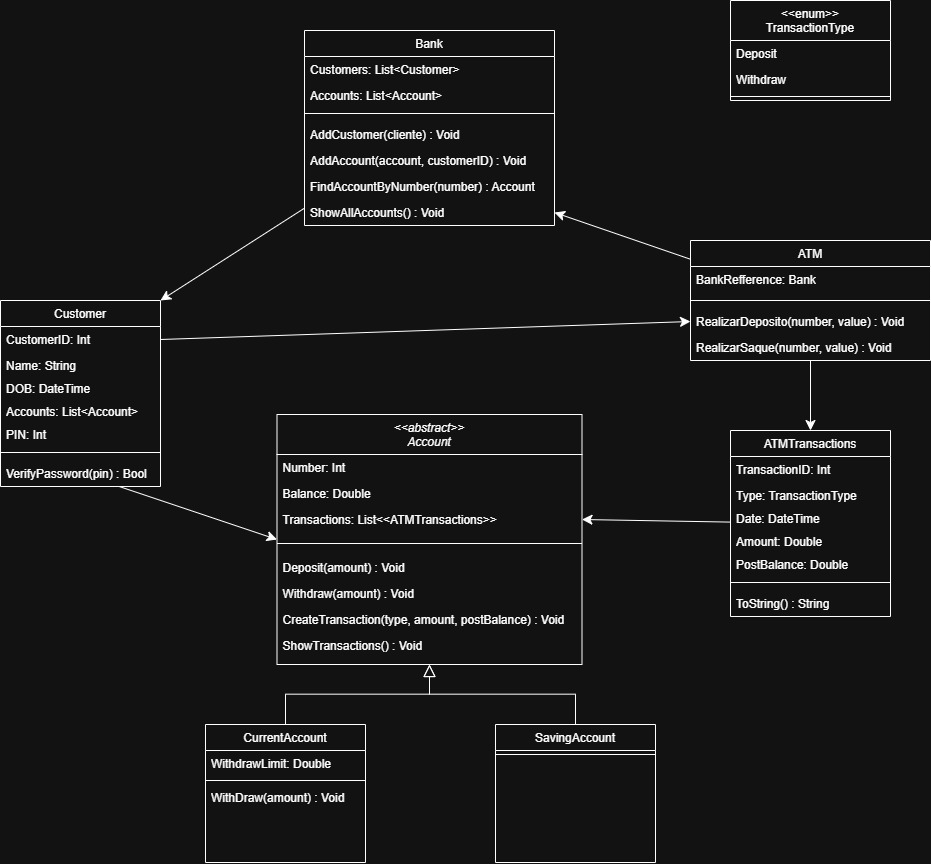 <<enum>>
TransactionType
Deposit
Withdraw
Bank
Customers: List<Customer>
Accounts: List<Account>
AddCustomer(cliente) : Void
AddAccount(account, customerID) : Void
FindAccountByNumber(number) : Account
ShowAllAccounts() : Void
ATM
BankRefference: Bank
RealizarDeposito(number, value) : Void
RealizarSaque(number, value) : Void
Customer
CustomerID: Int
Name: String
DOB: DateTime
Accounts: List<Account>
PIN: Int
VerifyPassword(pin) : Bool
<<abstract>>
Account
Number: Int
Balance: Double
Transactions: List<<ATMTransactions>>
Deposit(amount) : Void
Withdraw(amount) : Void
CreateTransaction(type, amount, postBalance) : Void
ShowTransactions() : Void
ATMTransactions
TransactionID: Int
Type: TransactionType
Date: DateTime
Amount: Double
PostBalance: Double
ToString() : String
CurrentAccount
WithdrawLimit: Double
WithDraw(amount) : Void
SavingAccount